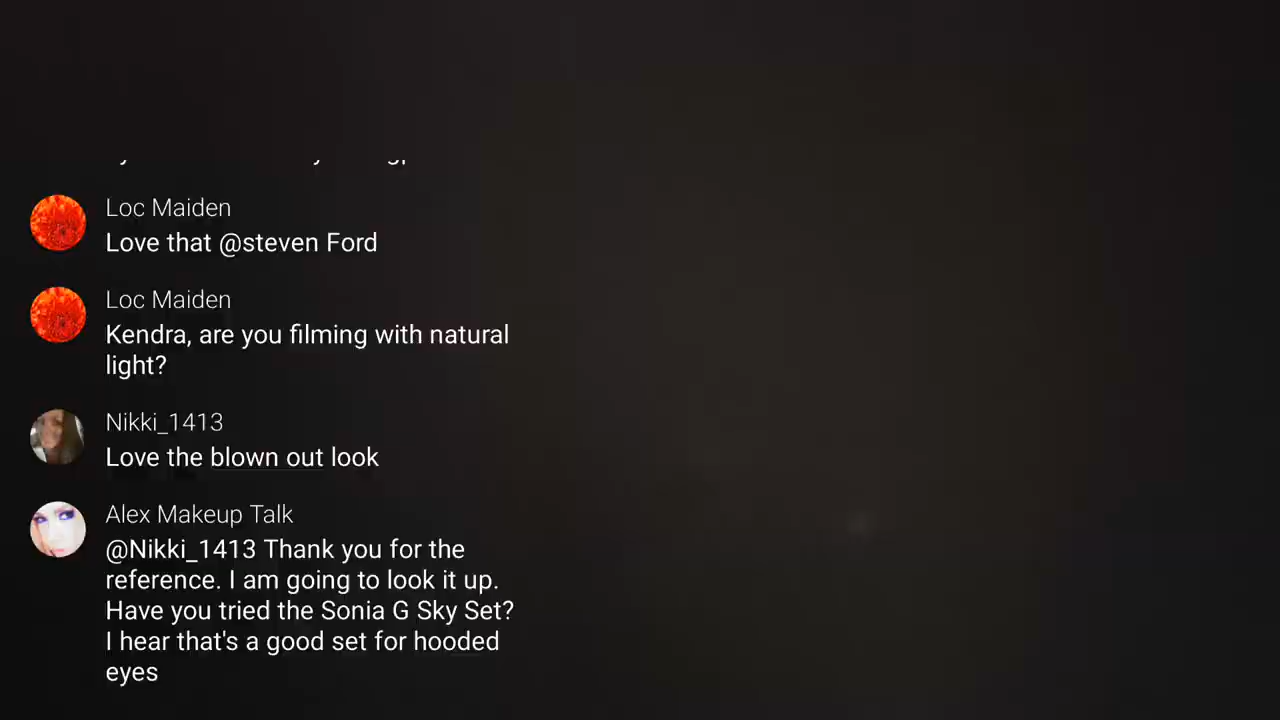 Loc Maiden
Love that @steven Ford
Loc Maiden
Kendra, are you filming with natural
light?
Nikki_1413
Love the blown out look
Alex Makeup Talk
@Nikki_1413 Thank you for the
reference. I am going to look it up.
Have you tried the Sonia G Sky Set?
I hear that's a good set for hooded
eyes